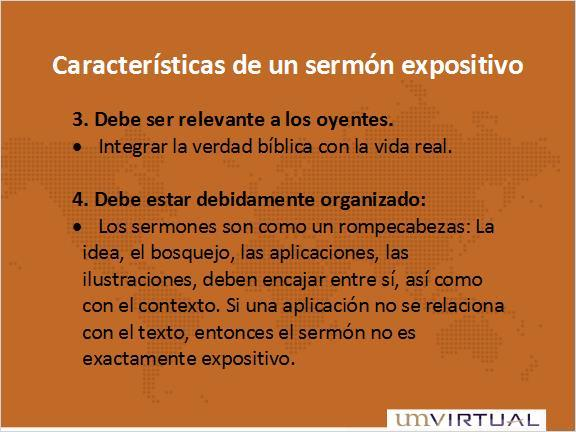 Características de un sermón expositivo
3. Debe ser relevante a los oyentes.
• Integrar la verdad bíblica con la vida real.
4. Debe estar debidamente organizado:
• Los sermones son como un rompecabezas: La
idea, el bosquejo, las aplicaciones, las
ilustraciones, deben encajar entre sí, así como
con el contexto. Si una aplicación no se relaciona
con el texto, entonces el sermón no es
exactamente expositivo.
umVIRTUAL